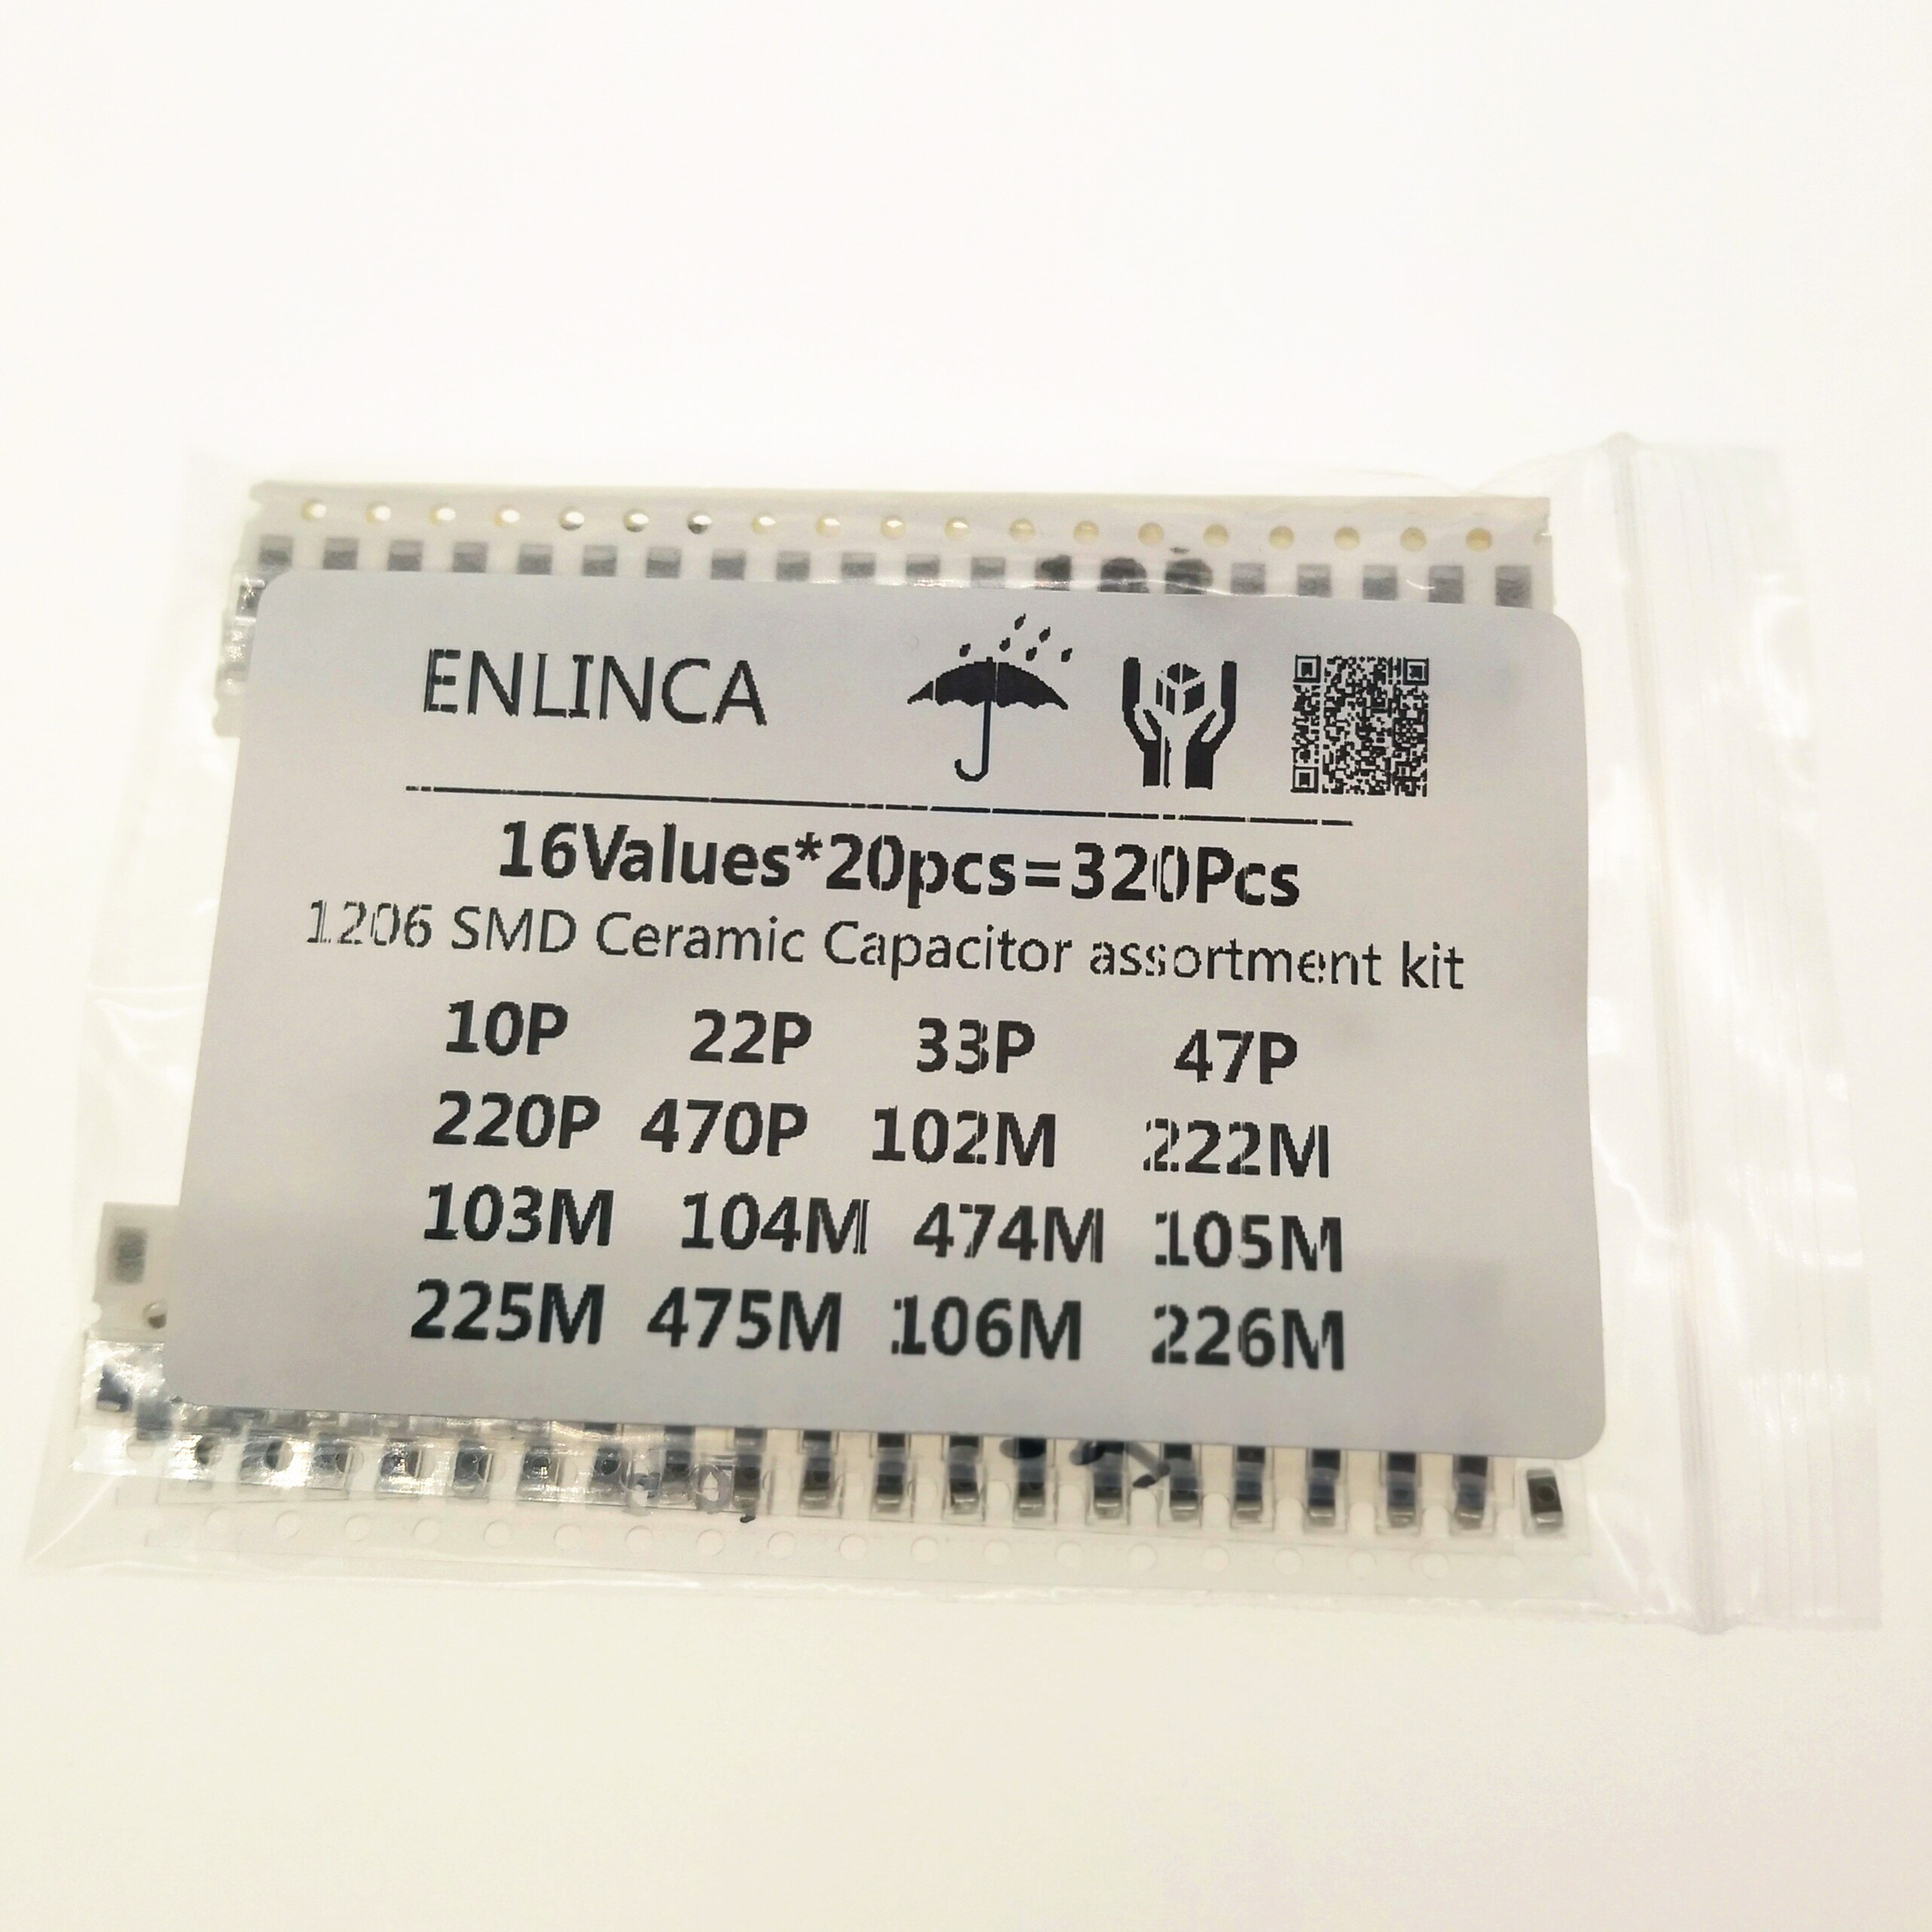 ENLINCA
16Values*20pcs=320Pcs
1206 SMD Ceramic Capacitor assortment kit
10P 22P 33P 47P
220P 470P 102M 222M
103M 104M 474M 105M
225M 475M 106M 226M